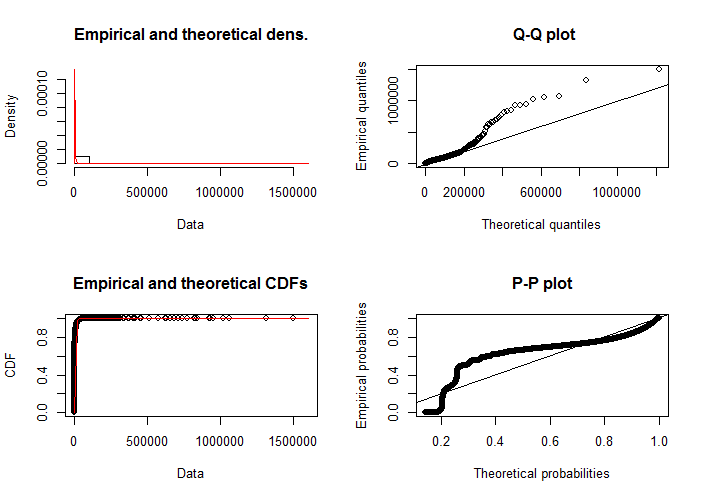 Empirical and theoretical dens.
Density
0.00000
0.00010
0
500000
1000000
1500000
Data
Q-Q plot
Empirical quantiles
0
1000000
0
200000
600000
1000000
Theoretical quantiles
Empirical and theoretical CDFs
CDF
0.0
0.4
0.8
0
500000
1000000
1500000
Data
P-P plot
Empirical probabilities
0.0
0.4
0.8
0.2
0.4
0.6
0.8
1.0
Theoretical probabilities